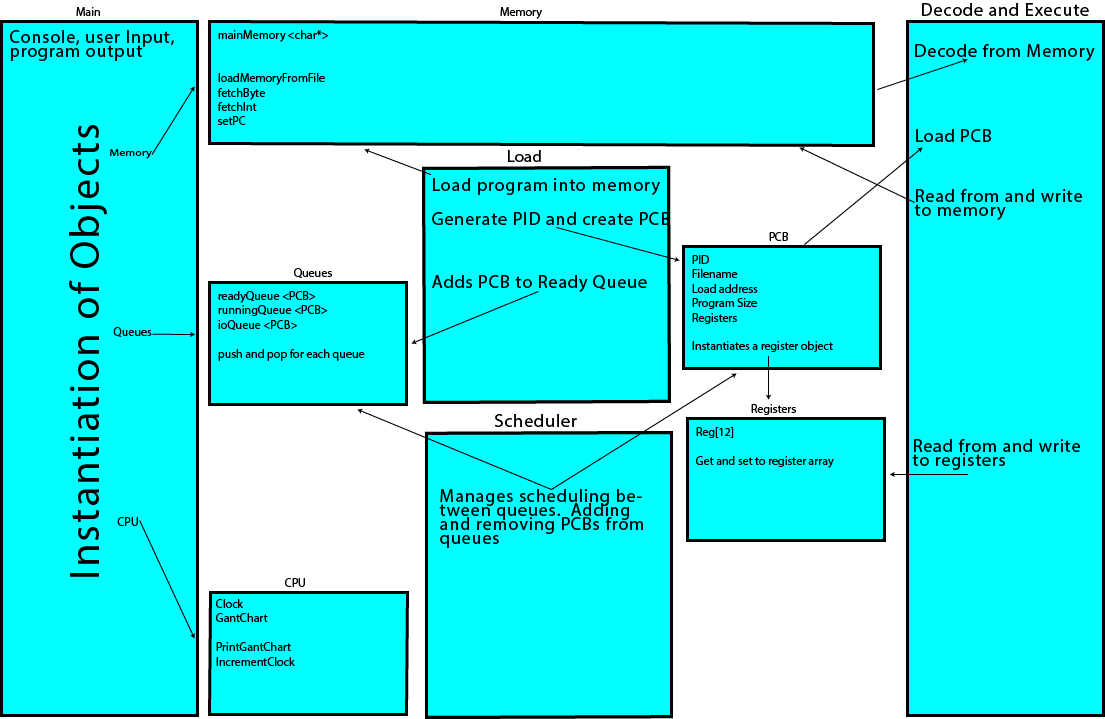 Main
Console, user Input,
program output
Instantiation of Objects
Memory
Queues
CPU
Memory
mainMemory <char*>
loadMemoryFromFile
fetchByte
fetchInt
setPC
Load
Load program into memory
Generate PID and create PCB
Adds PCB to Ready Queue
Queues
readyQueue <PCB>
runningQueue <PCB>
ioQueue <PCB>
push and pop for each queue
PCB
PID
Filename
Load address
Program Size
Registers
Instantiates a register object
Registers
Reg[12]
Get and set to register array
Scheduler
Manages scheduling be-
tween queues. Adding
and removing PCBs from
queues
CPU
Clock
GantChart
PrintGantChart
IncrementClock
Decode and Execute
Decode from Memory
Load PCB
Read from and write
to memory
Read from and write
to registers